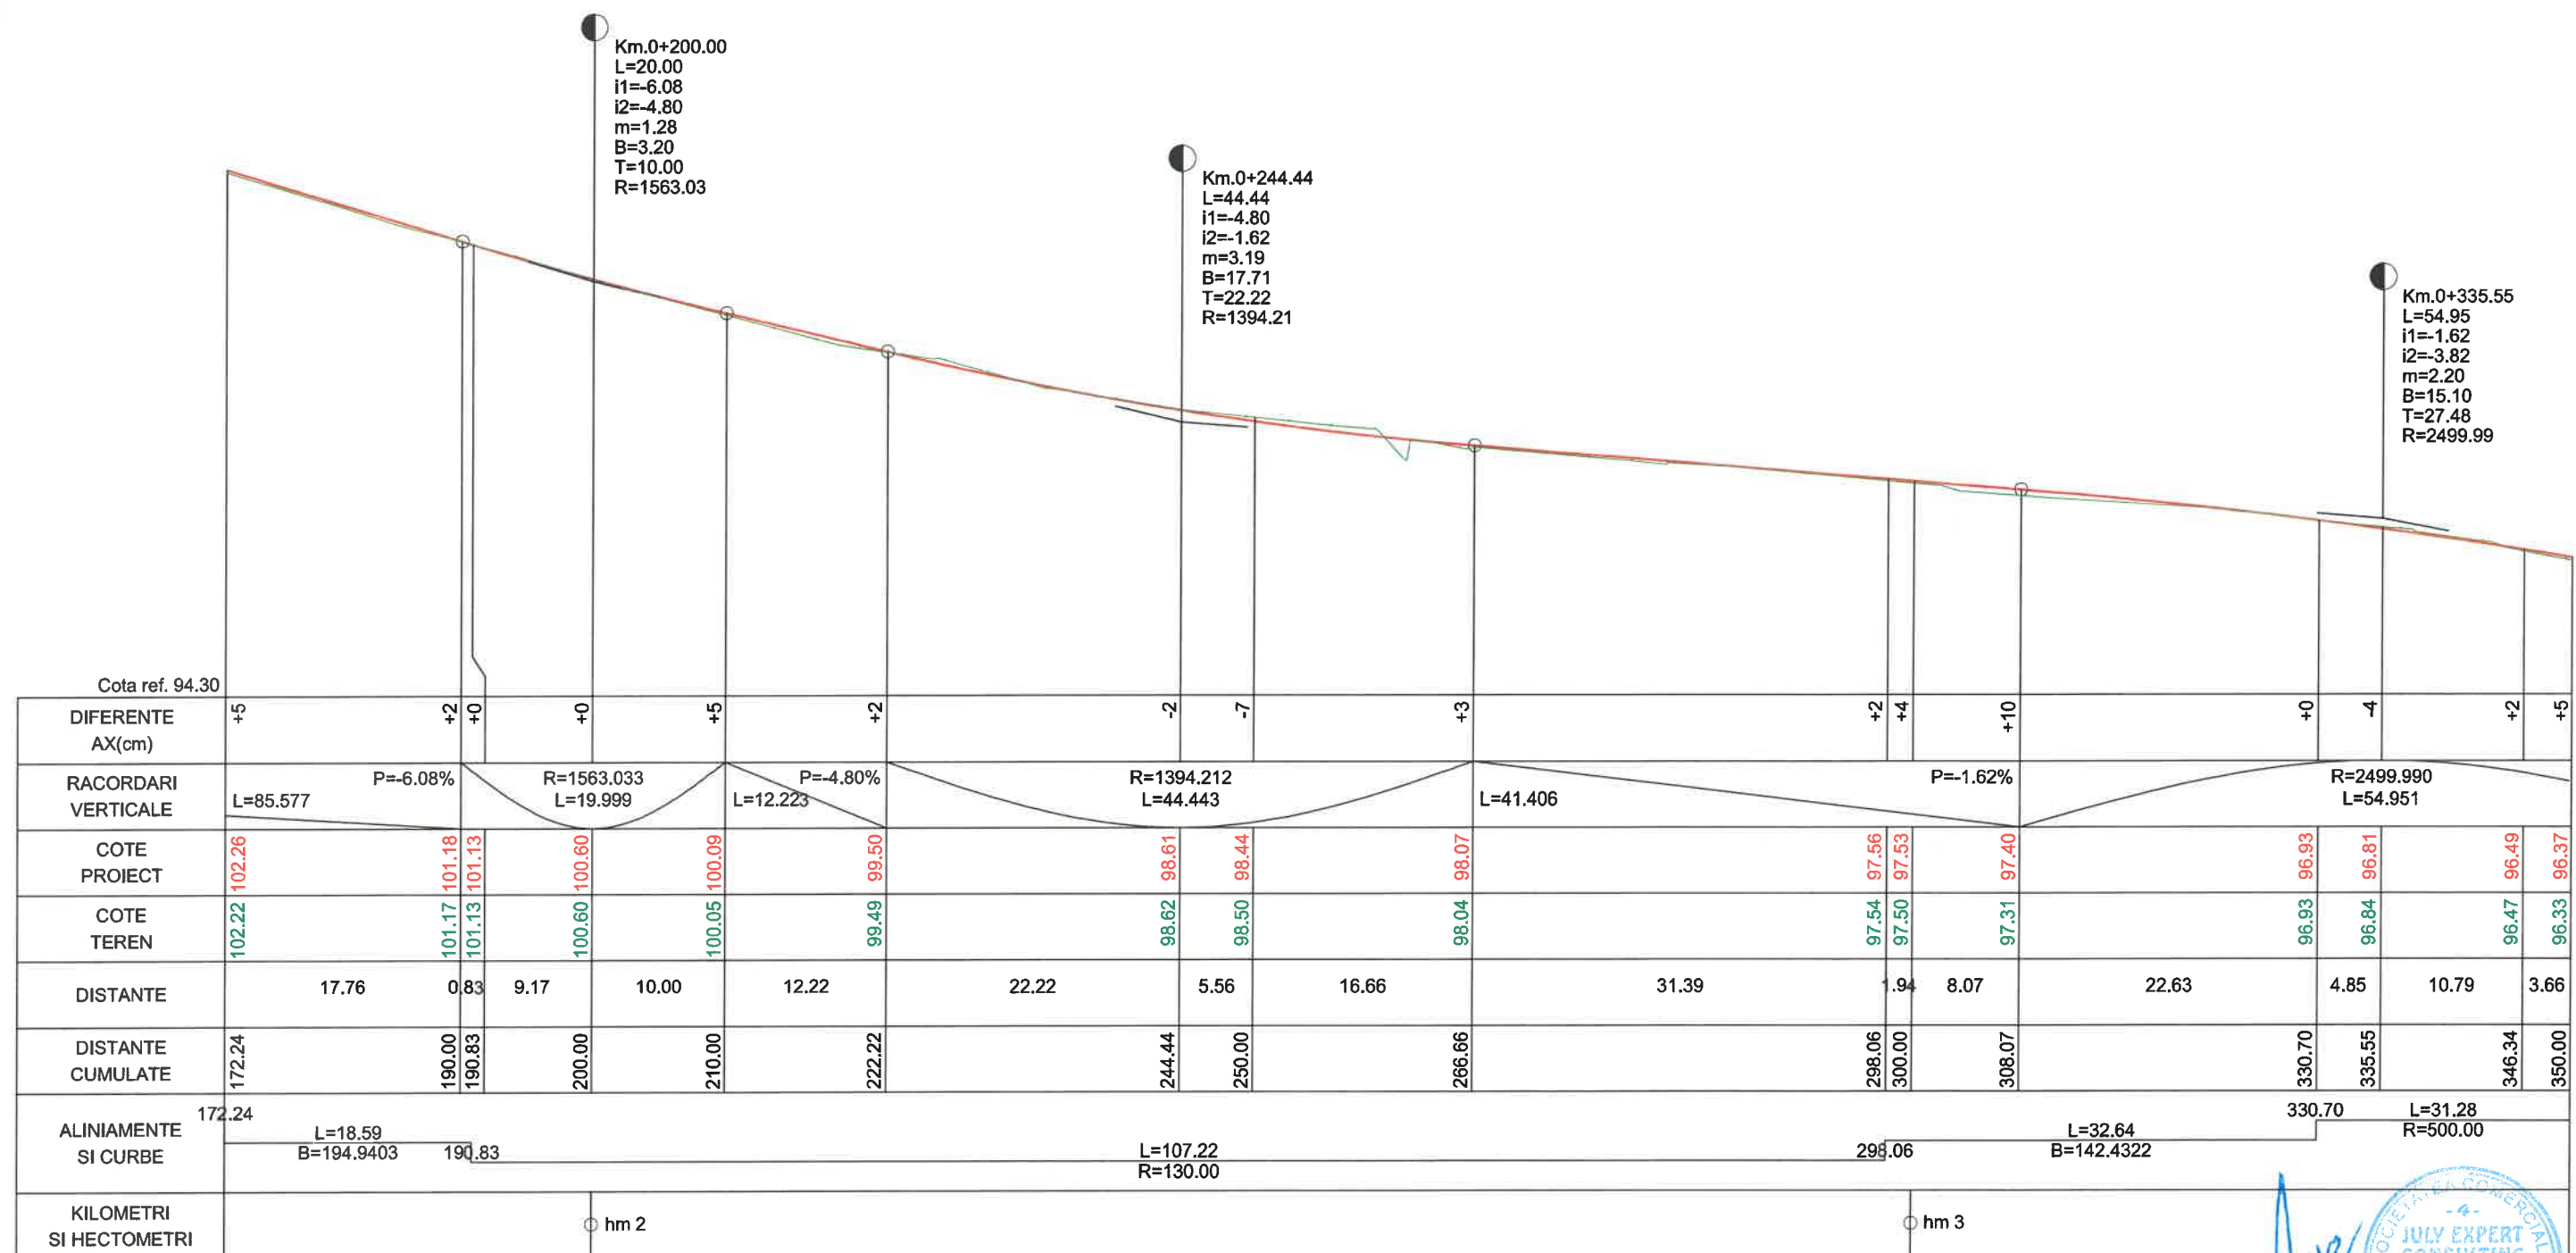 Km.0+200.00
L=20.00
i1=-6.08
i2=-4.80
m=1.28
B=3.20
T=10.00
R=1563.03
Km.0+244.44
L=44.44
i1=-4.80
i2=-1.62
m=3.19
B=17.71
T=22.22
R=1394.21
Km.0+335.55
L=54.95
i1=-1.62
i2=-3.82
m=2.20
B=15.10
T=27.48
R=2499.99
Cota ref. 94.30
DIFERENTE
AX(cm)
+5 +2 +0 +0 +5 +2 -2 -7 +3 +2 +4 +10 +0 -4 +2 +5
RACORDARI
VERTICALE
P=-6.08% R=1563.033 P=-4.80% R=1394.212 P=-1.62% R=2499.990
L=85.577 L=19.999 L=12.223 L=44.443 L=41.406 L=54.951
COTE
PROIECT
102.26 101.18 101.13 100.60 100.09 99.50 98.61 98.44 98.07 97.56 97.53 97.40 96.93 96.81 96.49 96.37
COTE
TEREN
102.22 101.17 101.13 100.60 100.05 99.49 98.62 98.50 98.04 97.54 97.50 97.31 96.93 96.84 96.47 96.33
DISTANTE
17.76 0.83 9.17 10.00 12.22 22.22 5.56 16.66 31.39 1.94 8.07 22.63 4.85 10.79 3.66
DISTANTE
CUMULATE
172.24 190.00 190.83 200.00 210.00 222.22 244.44 250.00 266.66 298.06 300.00 308.07 330.70 335.55 346.34 350.00
ALINIAMENTE
SI CURBE
172.24
L=18.59
B=194.9403
190.83
L=107.22
R=130.00
298.06
L=32.64
B=142.4322
330.70
L=31.28
R=500.00
KILOMETRI
SI HECTOMETRI
hm 2
hm 3
SOCIETATEA COMERCIAL
-4-
JULY EXPERT
CONSULTING